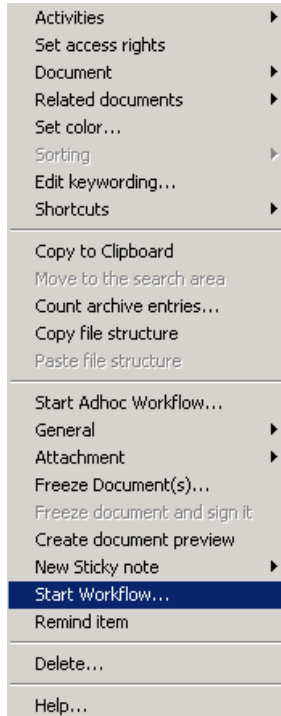 Activities
Set access rights
Document
Related documents
Set color...
Sorting
Edit keywording...
Shortcuts
Copy to Clipboard
Move to the search area
Count archive entries...
Copy file structure
Paste file structure
Start Adhoc Workflow...
General
Attachment
Freeze Document(s)...
Freeze document and sign it
Create document preview
New Sticky note
Start Workflow...
Remind item
Delete...
Help...